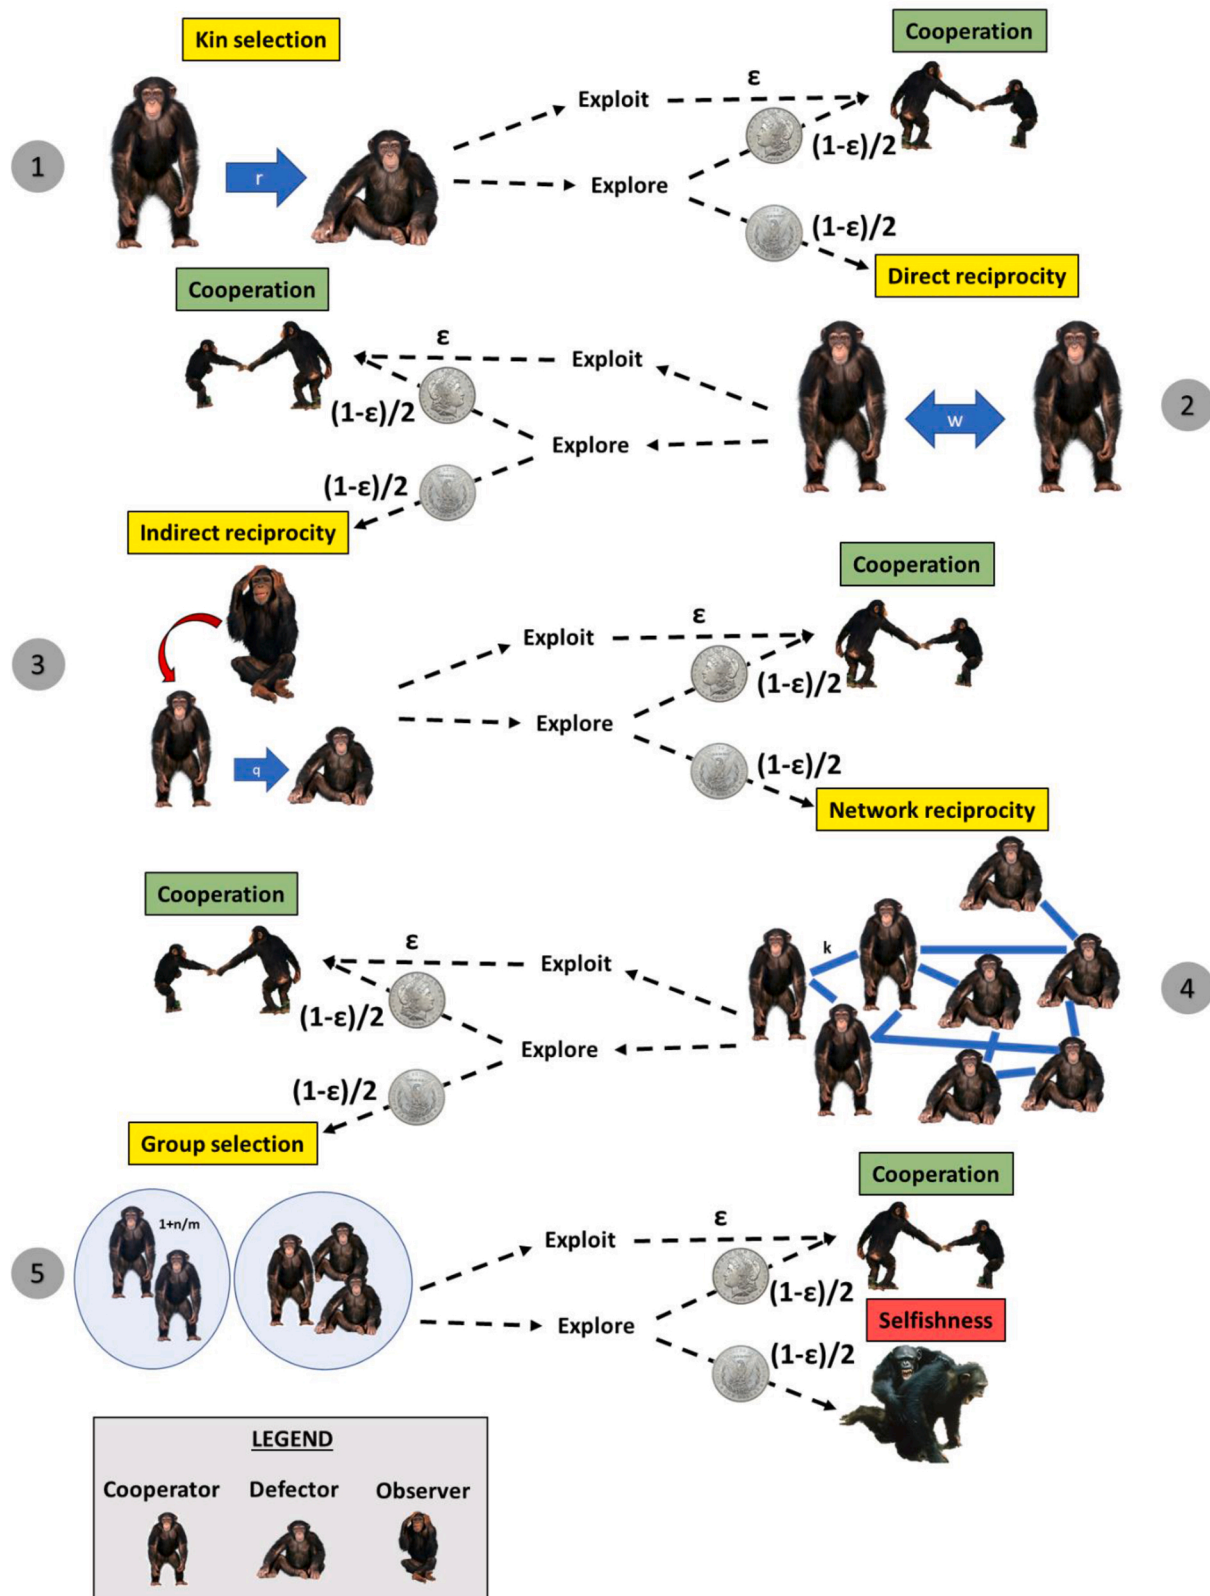 Kin selection
Cooperation
Exploit
ε
(1-ε)/2
1
r
Explore
(1-ε)/2
Direct reciprocity
Cooperation
ε
Exploit
(1-ε)/2
Explore
W
2
(1-ε)/2
Indirect reciprocity
Cooperation
3
Exploit
ε
(1-ε)/2
Explore
q
(1-ε)/2
Network reciprocity
Cooperation
ε
Exploit
k
4
(1-ε)/2
Explore
(1-ε)/2
Group selection
Cooperation
1+n/m
5
Exploit
ε
(1-ε)/2
Explore
Selfishness
(1-ε)/2
LEGEND
Cooperator Defector Observer